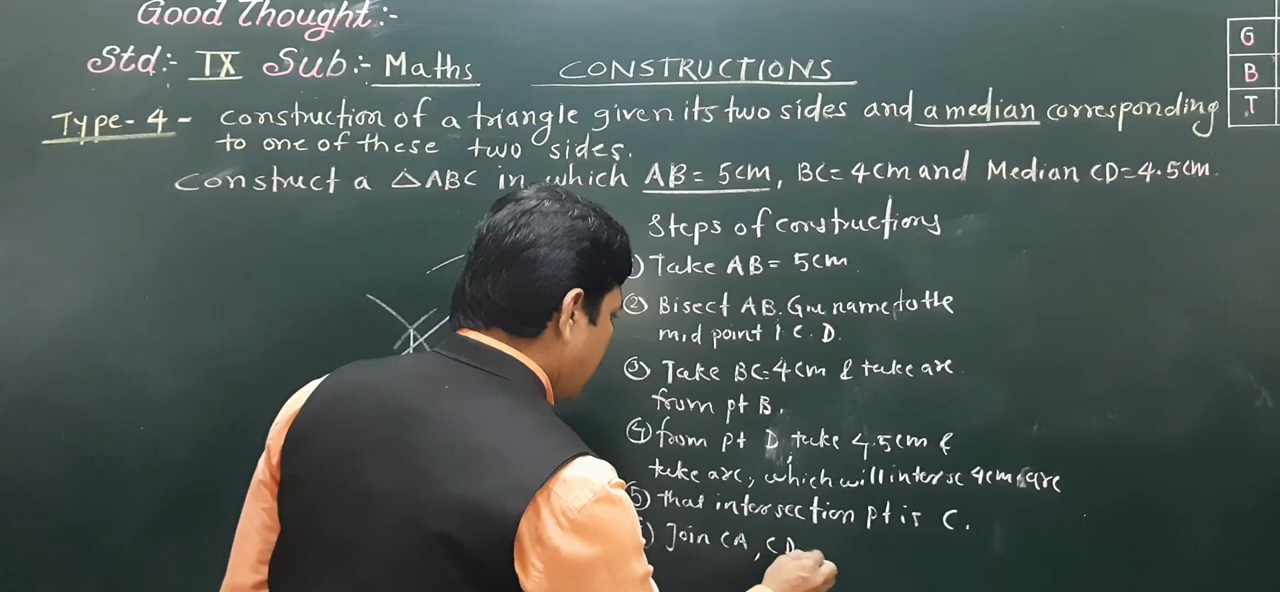 Good Thought:-
Std:- IX Sub:- Maths CONSTRUCTIONS
G
B
T
Type-4- construction of a triangle given its two sides and a median corresponding
to one of these two sides.
Construct a △ABC in which AB = 5cm, BC = 4cm and Median CD = 4.5cm.
Steps of constructions
1) Take AB = 5cm.
② Bisect AB. Give name to the
mid point i.e. D.
③ Take BC = 4cm & take arc
from pt B.
④ from pt D, take 4.5cm &
take arc, which will 4cm arc
⑤ that intersection pt is C.
) Join CA, CD